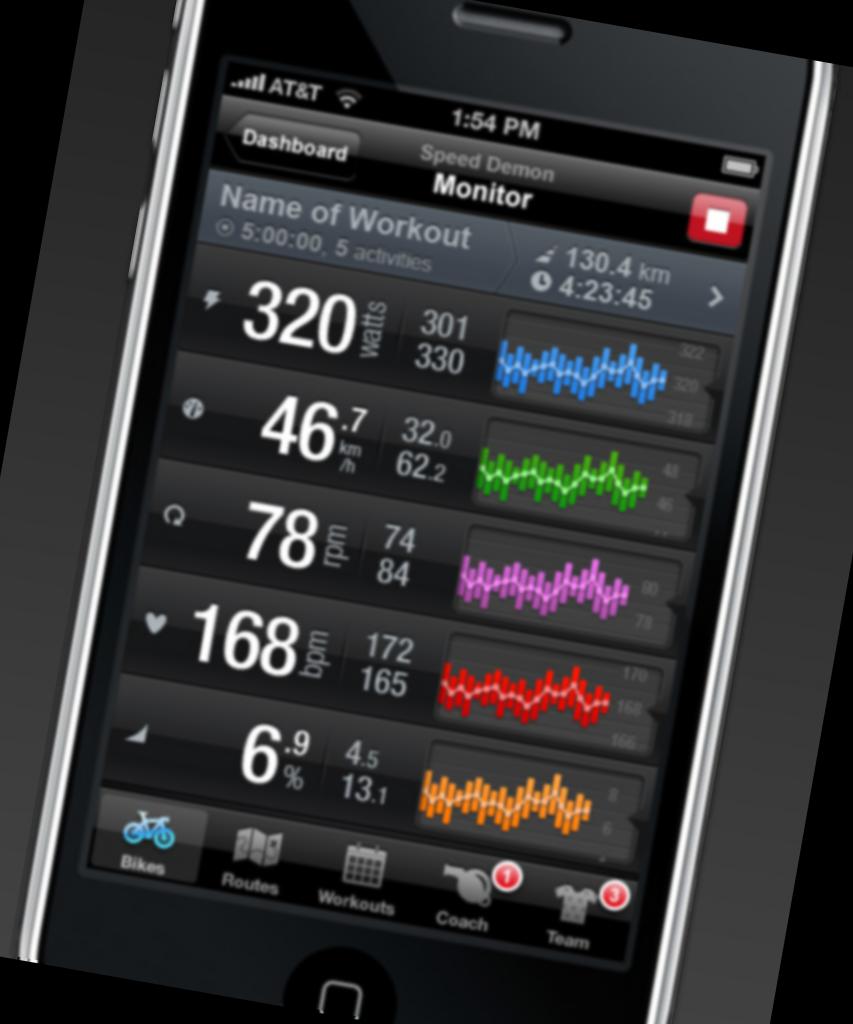 AT&T 1:54 PM
Dashboard
Speed Demon
Monitor
Name of Workout
5:00:00, 5 activities
130.4 km
4:23:45
320 watts
301
330
322
320
318
46.7 km/h
32.0
62.2
48
46
78 rpm
74
84
80
78
168 bpm
172
165
170
168
166
6.9 %
4.5
13.1
8
6
Bikes
Routes
Workouts
Coach
1
Team
3